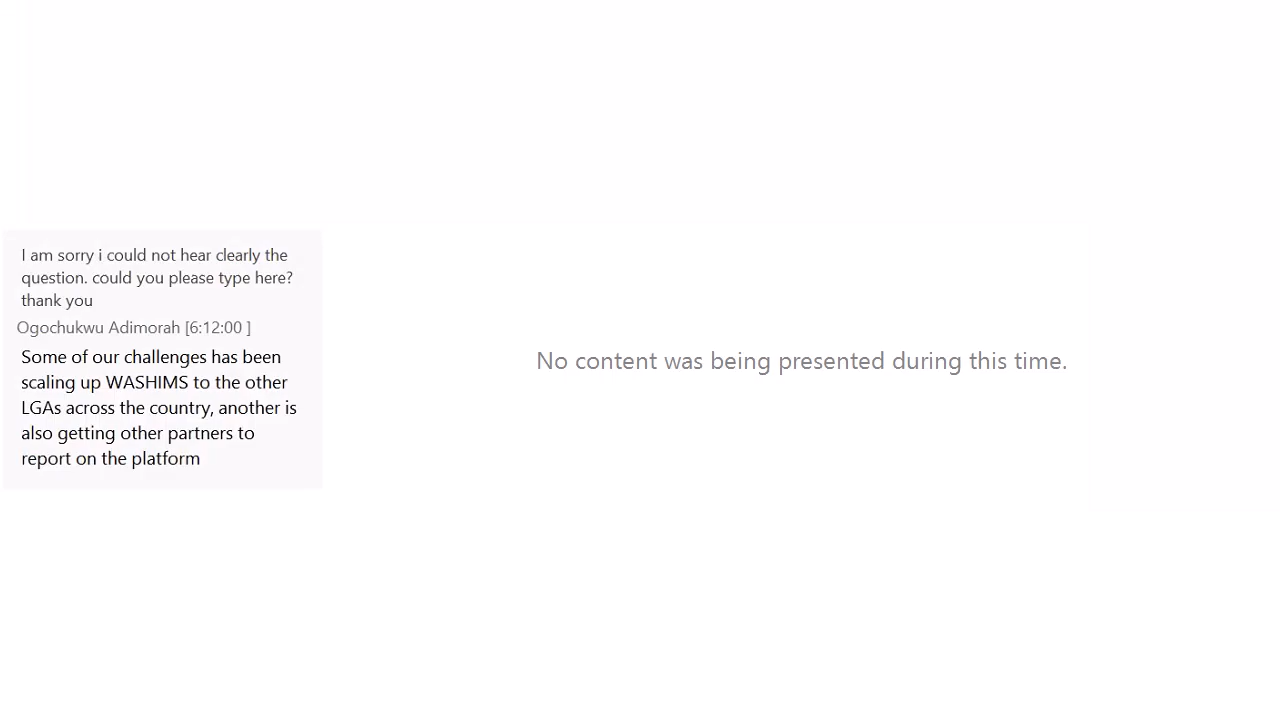 I am sorry i could not hear clearly the
question. could you please type here?
thank you
Ogochukwu Adimorah [6:12:00 ]
Some of our challenges has been
scaling up WASHIMS to the other
LGAs across the country, another is
also getting other partners to
report on the platform
No content was being presented during this time.